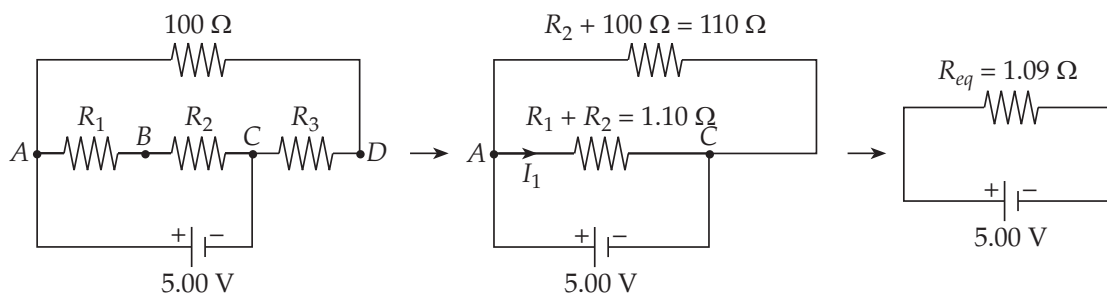 100 Ω
R₁ B R₂ C R₃
A D
+ −
5.00 V
R₂ + 100 Ω = 110 Ω
R₁ + R₂ = 1.10 Ω
A C
I₁
+ −
5.00 V
R_eq = 1.09 Ω
+ −
5.00 V